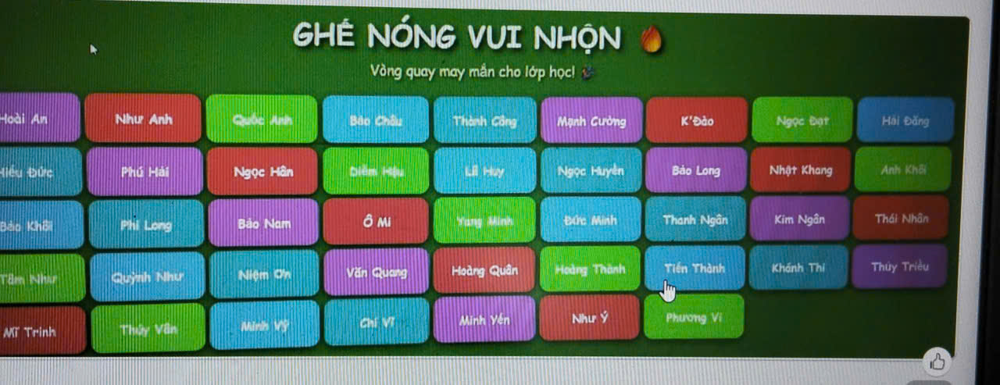 GHẾ NÓNG VUI NHỘN
Vòng quay may mắn cho lớp học!
Hoài An Như Anh Quốc Anh Bảo Châu Thành Công Mạnh Cường K'Đào Ngọc Đạt Hải Đăng
Hiếu Đức Phú Hải Ngọc Hân Diễm Hậu Lê Huy Ngọc Huyền Bảo Long Nhật Khang Anh Khôi
Bảo Khôi Phi Long Bảo Nam Ô Mi Yang Minh Đức Minh Thanh Ngân Kim Ngân Thái Nhân
Tâm Như Quỳnh Như Niệm Ơn Văn Quang Hoàng Quân Hoàng Thành Tiến Thành Khánh Thi Thúy Triều
Mĩ Trinh Thúy Vân Minh Vỹ Chí Vĩ Minh Yến Như Ý Phương Vi